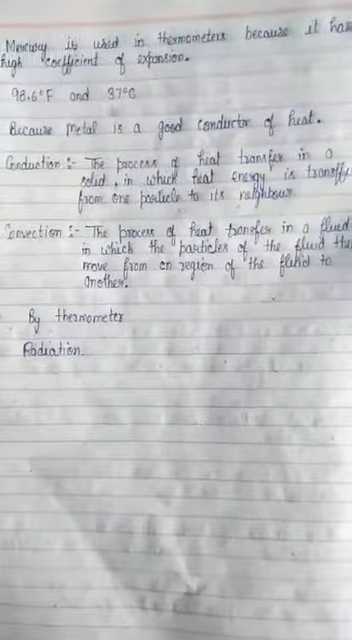 Mercury is used in thermometers because it has
high coefficient of expansion.
98.6°F and 37°C
Because metal is a good conductor of heat.
Conduction :- The process of heat transfer in a
solid, in which heat energy is transffe
from one particle to its neighbour.
Convection :- The process of heat transfer in a fluid
in which the particles of the fluid the
move from on region of the fluid to
another.
By thermometer
Radiation.